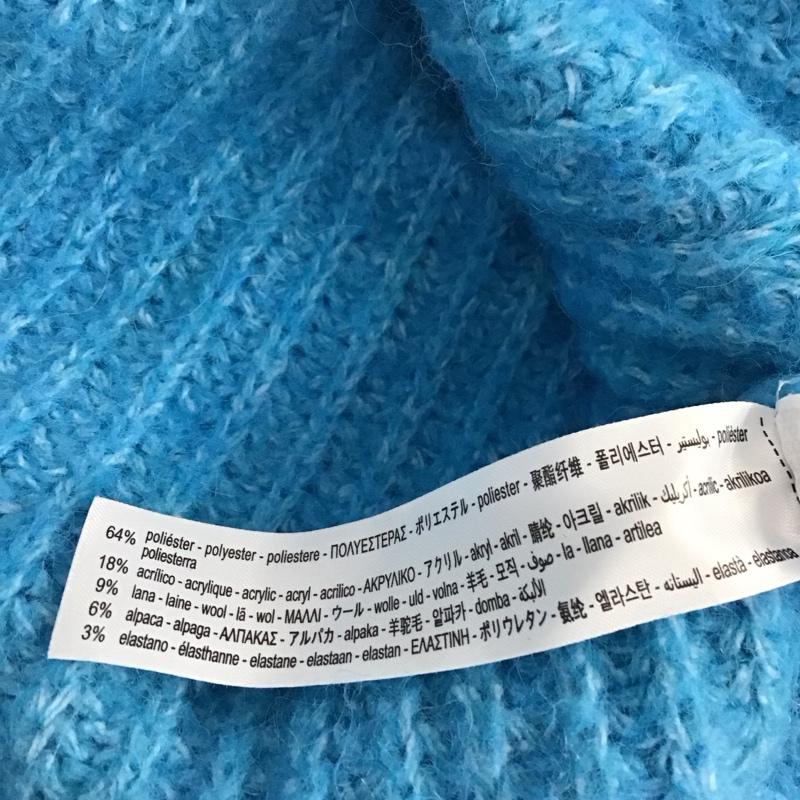 64% poliéster - polyester - poliestere - ΠΟΛΥΕΣΤΕΡΑΣ - ポリエステル - poliester - 聚酯纤维 - 폴리에스터 - بوليستير - poliéster
poliesterra
18% acrílico - acrylique - acrylic - acryl - acrilico - ΑΚΡΥΛΙΚΟ - アクリル - akryl - akril - 腈纶 - 아크릴 - akrilik - أكريليك - acrílic - akrilikoa
9% lana - laine - wool - lã - wol - ΜΑΛΛΙ - ウール - wolle - uld - volna - 羊毛 - 모직 - صوف - la - llana - artilea
6% alpaca - alpaga - ΑΛΠΑΚΑΣ - アルパカ - alpaka - 羊驼毛 - 알파카 - domba - الألبكة
3% elastano - élasthanne - elastane - elastaan - elastan - ΕΛΑΣΤΙΝΗ - ポリウレタン - 氨纶 - 엘라스탄 - اليستانه - elastà - elastanna